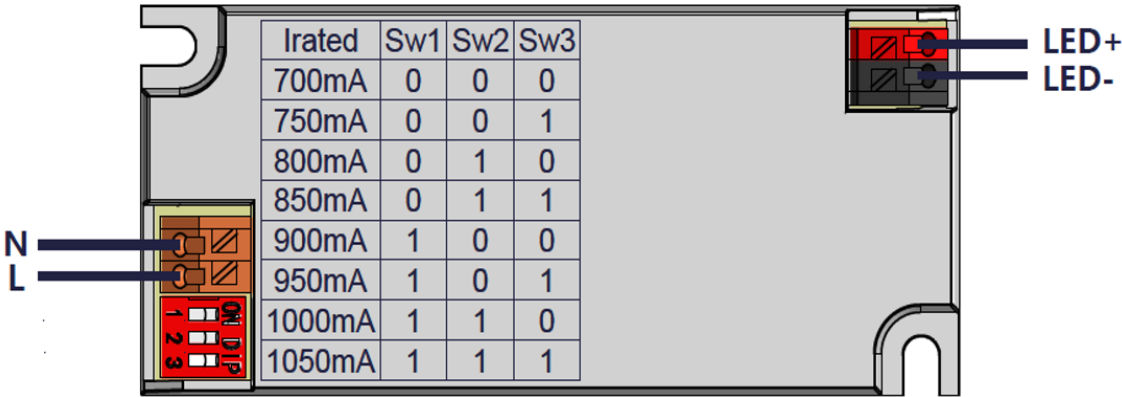 Irated Sw1 Sw2 Sw3
700mA 0 0 0
750mA 0 0 1
800mA 0 1 0
850mA 0 1 1
900mA 1 0 0
950mA 1 0 1
1000mA 1 1 0
1050mA 1 1 1
LED+
LED-
N
L
ON DIP
1
2
3